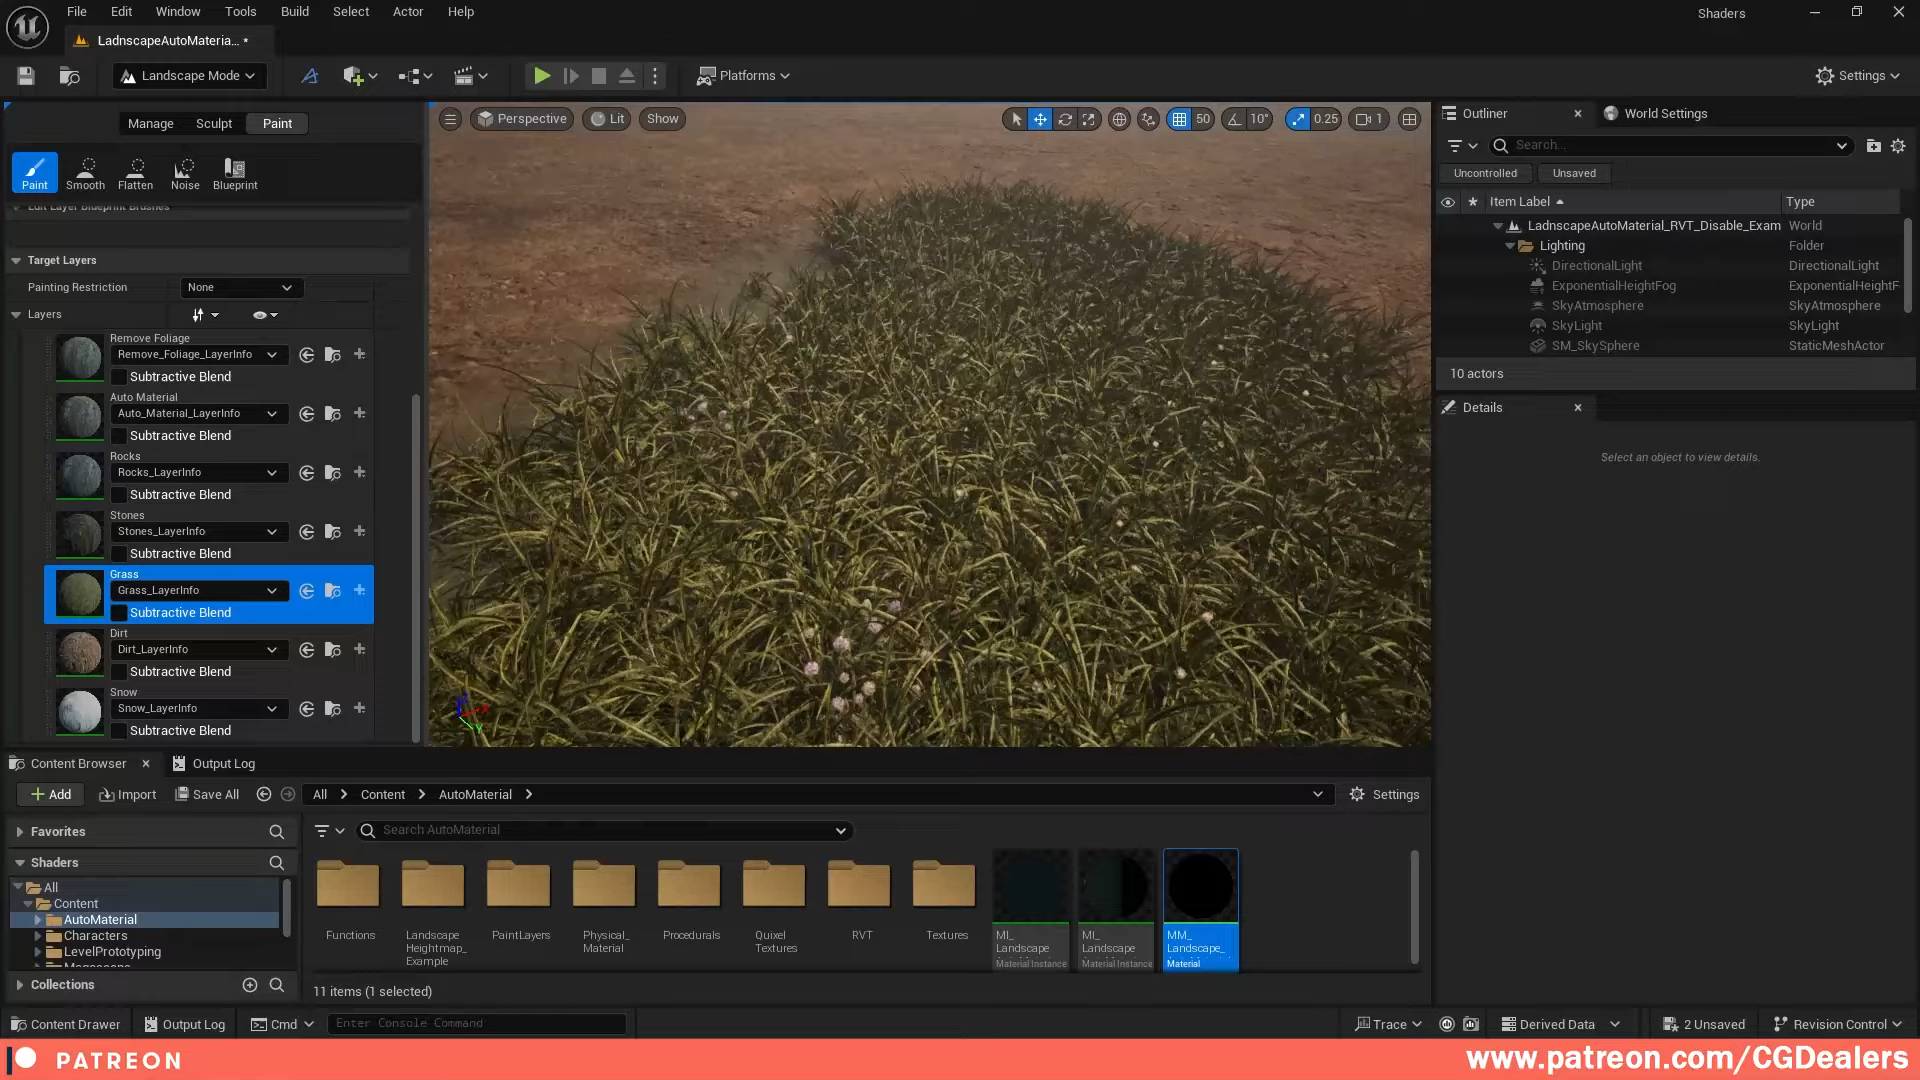 File Edit Window Tools Build Select Actor Help
Shaders
LadnscapeAutoMateria... •
Landscape Mode
Platforms
Settings
Manage Sculpt Paint
Paint Smooth Flatten Noise Blueprint
Edit Layer Blueprint Brushes
Target Layers
Painting Restriction None
Layers
Remove Foliage
Remove_Foliage_LayerInfo
Subtractive Blend
Auto Material
Auto_Material_LayerInfo
Subtractive Blend
Rocks
Rocks_LayerInfo
Subtractive Blend
Stones
Stones_LayerInfo
Subtractive Blend
Grass
Grass_LayerInfo
Subtractive Blend
Dirt
Dirt_LayerInfo
Subtractive Blend
Snow
Snow_LayerInfo
Subtractive Blend
Perspective Lit Show
50 10° 0.25 1
X
Y
Outliner World Settings
Search...
Uncontrolled Unsaved
Item Label Type
LadnscapeAutoMaterial_RVT_Disable_Exam World
Lighting Folder
DirectionalLight DirectionalLight
ExponentialHeightFog ExponentialHeightF
SkyAtmosphere SkyAtmosphere
SkyLight SkyLight
SM_SkySphere StaticMeshActor
10 actors
Details
Select an object to view details.
Content Browser Output Log
Add Import Save All All Content AutoMaterial Settings
Favorites
Search AutoMaterial
Shaders
All
Content
AutoMaterial
Characters
LevelPrototyping
Collections
Functions
Landscape
Heightmap_
Example
PaintLayers
Physical_
Material
Procedurals
Quixel
Textures
RVT
Textures
MI_
Landscape
Material Instance
MI_
Landscape
Material Instance
MM_
Landscape_
Material
11 items (1 selected)
Content Drawer Output Log Cmd Enter Console Command Trace Derived Data 2 Unsaved Revision Control
PATREON
www.patreon.com/CGDealers